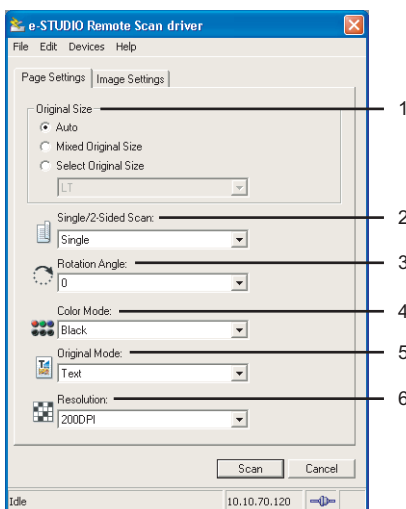 e-STUDIO Remote Scan driver
File Edit Devices Help
Page Settings Image Settings
Original Size 1
Auto
Mixed Original Size
Select Original Size
LT
Single/2-Sided Scan: 2
Single
Rotation Angle: 3
0
Color Mode: 4
Black
Original Mode: 5
Text
Resolution: 6
200DPI
Scan Cancel
Idle 10.10.70.120